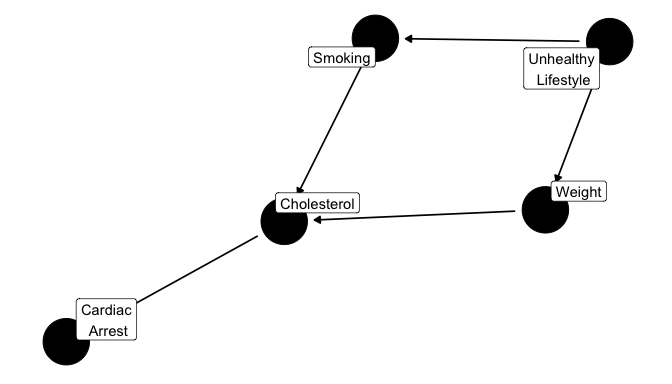 Smoking
Unhealthy
Lifestyle
Weight
Cholesterol
Cardiac
Arrest